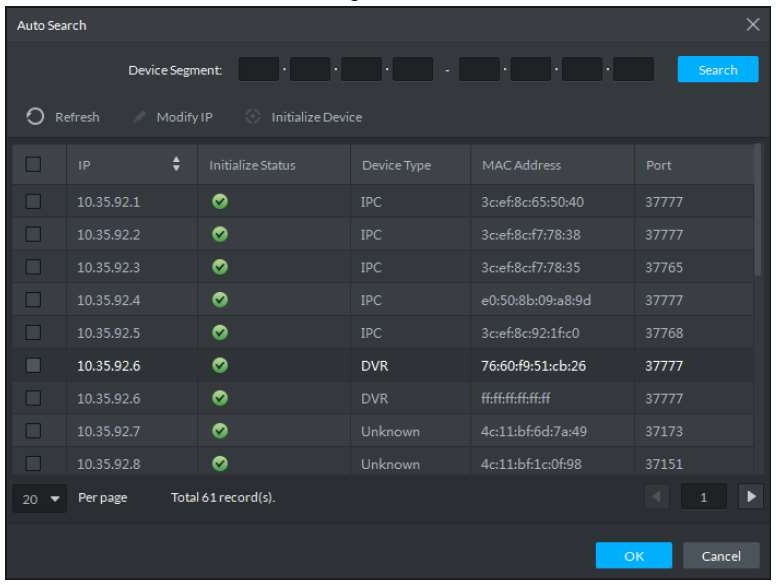 Auto Search
Device Segment: . . . - . . . Search
Refresh Modify IP Initialize Device
IP Initialize Status Device Type MAC Address Port
10.35.92.1 IPC 3c:ef:8c:65:50:40 37777
10.35.92.2 IPC 3c:ef:8c:f7:78:38 37777
10.35.92.3 IPC 3c:ef:8c:f7:78:35 37765
10.35.92.4 IPC e0:50:8b:09:a8:9d 37777
10.35.92.5 IPC 3c:ef:8c:92:1f:c0 37768
10.35.92.6 DVR 76:60:f9:51:cb:26 37777
10.35.92.6 DVR ff:ff:ff:ff:ff:ff 37777
10.35.92.7 Unknown 4c:11:bf:6d:7a:49 37173
10.35.92.8 Unknown 4c:11:bf:1c:0f:98 37151
20 Per page Total 61 record(s). 1
OK Cancel